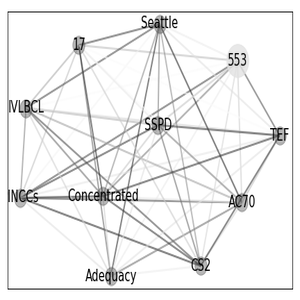 Seattle
17
553
IVLBCL
SSPD
TEF
INCCs
Concentrated
AC70
CS2
Adequacy